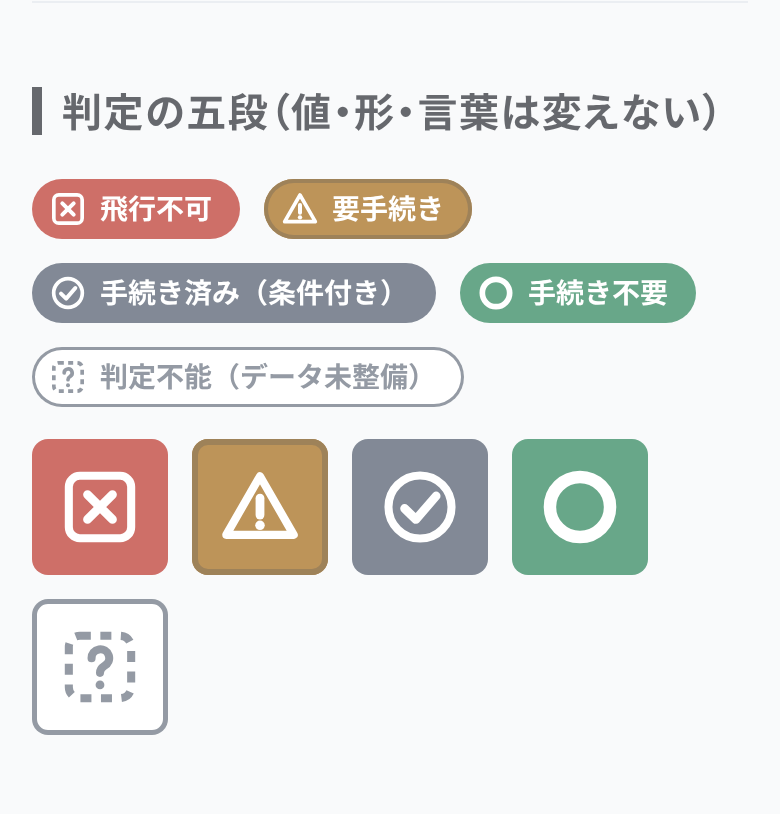 判定の五段（値・形・言葉は変えない）
飛行不可
要手続き
手続き済み（条件付き）
手続き不要
判定不能（データ未整備）